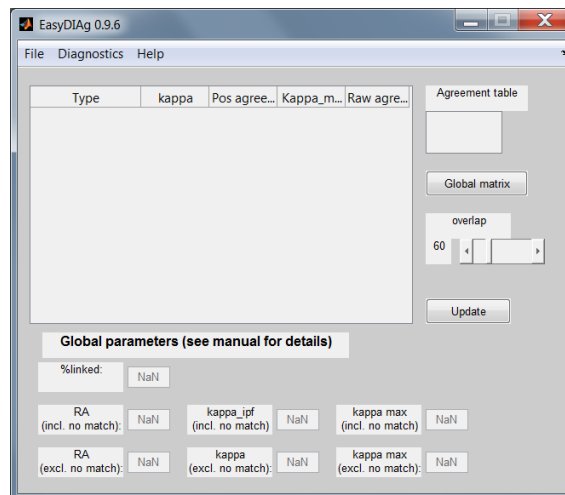 EasyDIAg 0.9.6
File Diagnostics Help
Type kappa Pos agree... Kappa_m... Raw agre...
Agreement table
Global matrix
overlap
60
Update
Global parameters (see manual for details)
%linked: NaN
RA
(incl. no match): NaN
kappa_ipf
(incl. no match) NaN
kappa max
(incl. no match) NaN
RA
(excl. no match): NaN
kappa
(excl. no match): NaN
kappa max
(excl. no match): NaN